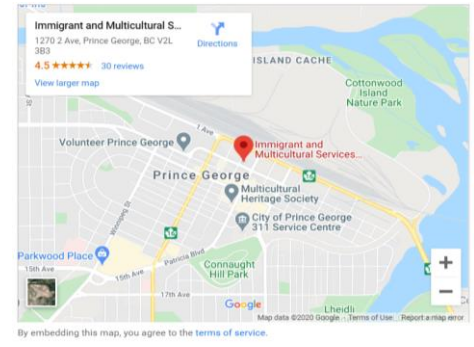 Immigrant and Multicultural S...
1270 2 Ave, Prince George, BC V2L
3B3
4.5 ★★★★★ 30 reviews
View larger map
Directions
ISLAND CACHE
Cottonwood
Island
Nature Park
1 Ave
Volunteer Prince George
Immigrant and
Multicultural Services...
Prince George
Multicultural
Heritage Society
Winnipeg St
City of Prince George
311 Service Centre
Parkwood Place
Patricia Blvd
15th Ave
15th Ave
Connaught
Hill Park
17th Ave
+
−
Google
Lheidli
Map data ©2020 Google
Terms of Use
Report a map error
By embedding this map, you agree to the terms of service.